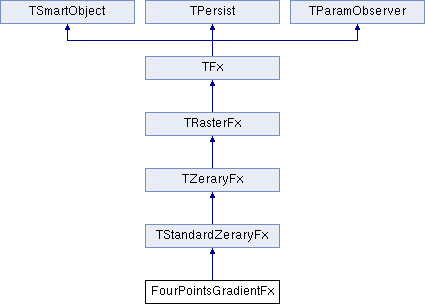 TSmartObject TPersist TParamObserver
TFx
TRasterFx
TZeraryFx
TStandardZeraryFx
FourPointsGradientFx